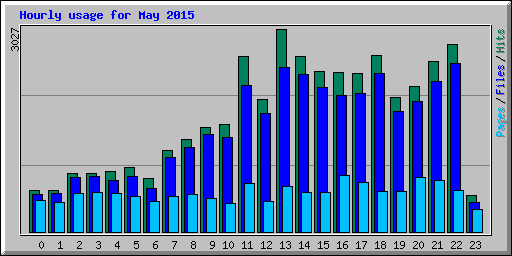 Hourly usage for May 2015
3027
Pages / Files / Hits
0 1 2 3 4 5 6 7 8 9 10 11 12 13 14 15 16 17 18 19 20 21 22 23